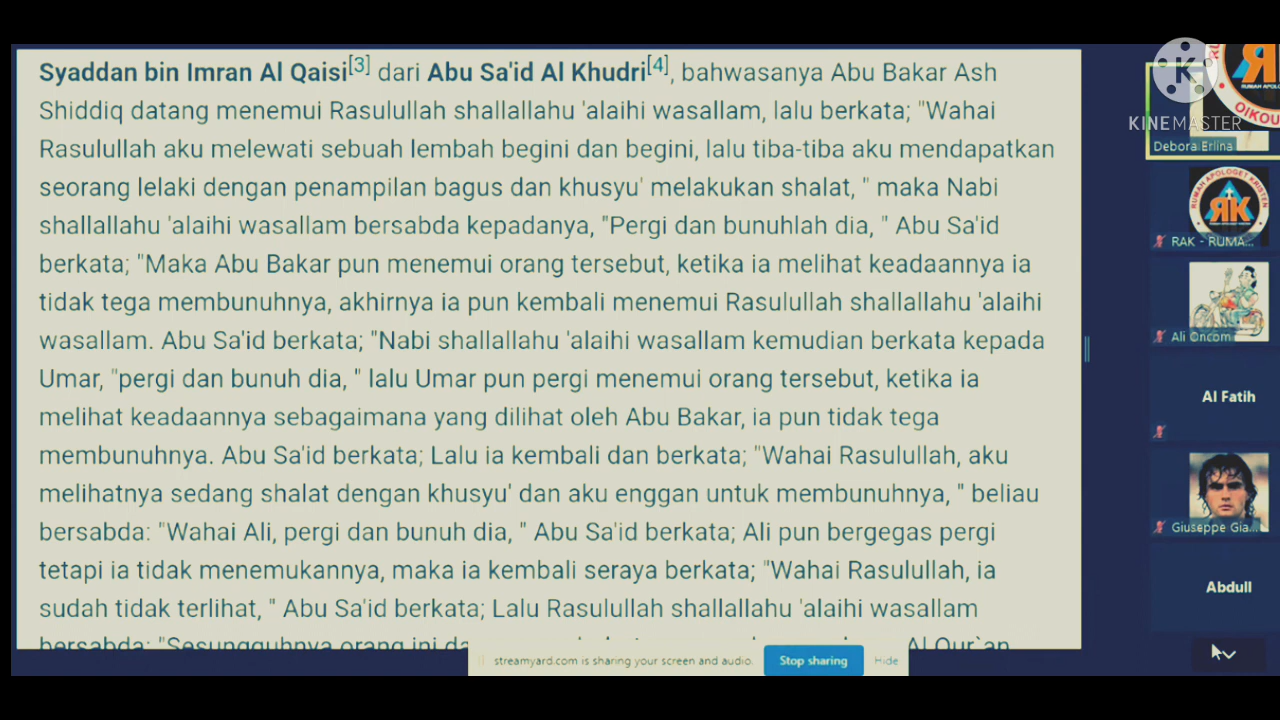 Syaddan bin Imran Al Qaisi[3] dari Abu Sa'id Al Khudri[4], bahwasanya Abu Bakar Ash
Shiddiq datang menemui Rasulullah shallallahu 'alaihi wasallam, lalu berkata; "Wahai
Rasulullah aku melewati sebuah lembah begini dan begini, lalu tiba-tiba aku mendapatkan
seorang lelaki dengan penampilan bagus dan khusyu' melakukan shalat, " maka Nabi
shallallahu 'alaihi wasallam bersabda kepadanya, "Pergi dan bunuhlah dia, " Abu Sa'id
berkata; "Maka Abu Bakar pun menemui orang tersebut, ketika ia melihat keadaannya ia
tidak tega membunuhnya, akhirnya ia pun kembali menemui Rasulullah shallallahu 'alaihi
wasallam. Abu Sa'id berkata; "Nabi shallallahu 'alaihi wasallam kemudian berkata kepada
Umar, "pergi dan bunuh dia, " lalu Umar pun pergi menemui orang tersebut, ketika ia
melihat keadaannya sebagaimana yang dilihat oleh Abu Bakar, ia pun tidak tega
membunuhnya. Abu Sa'id berkata; Lalu ia kembali dan berkata; "Wahai Rasulullah, aku
melihatnya sedang shalat dengan khusyu' dan aku enggan untuk membunuhnya, " beliau
bersabda: "Wahai Ali, pergi dan bunuh dia, " Abu Sa'id berkata; Ali pun bergegas pergi
tetapi ia tidak menemukannya, maka ia kembali seraya berkata; "Wahai Rasulullah, ia
sudah tidak terlihat, " Abu Sa'id berkata; Lalu Rasulullah shallallahu 'alaihi wasallam
bersabda: "Sesungguhnya orang ini Al Qur`an
streamyard.com is sharing your screen and audio.
Stop sharing
Hide
KINEMASTER
Debora Erlina
RUMAH APOLOGET KRISTEN
RK
RAK - RUMA...
Ali Oncom
Al Fatih
Giuseppe Gia...
Abdull